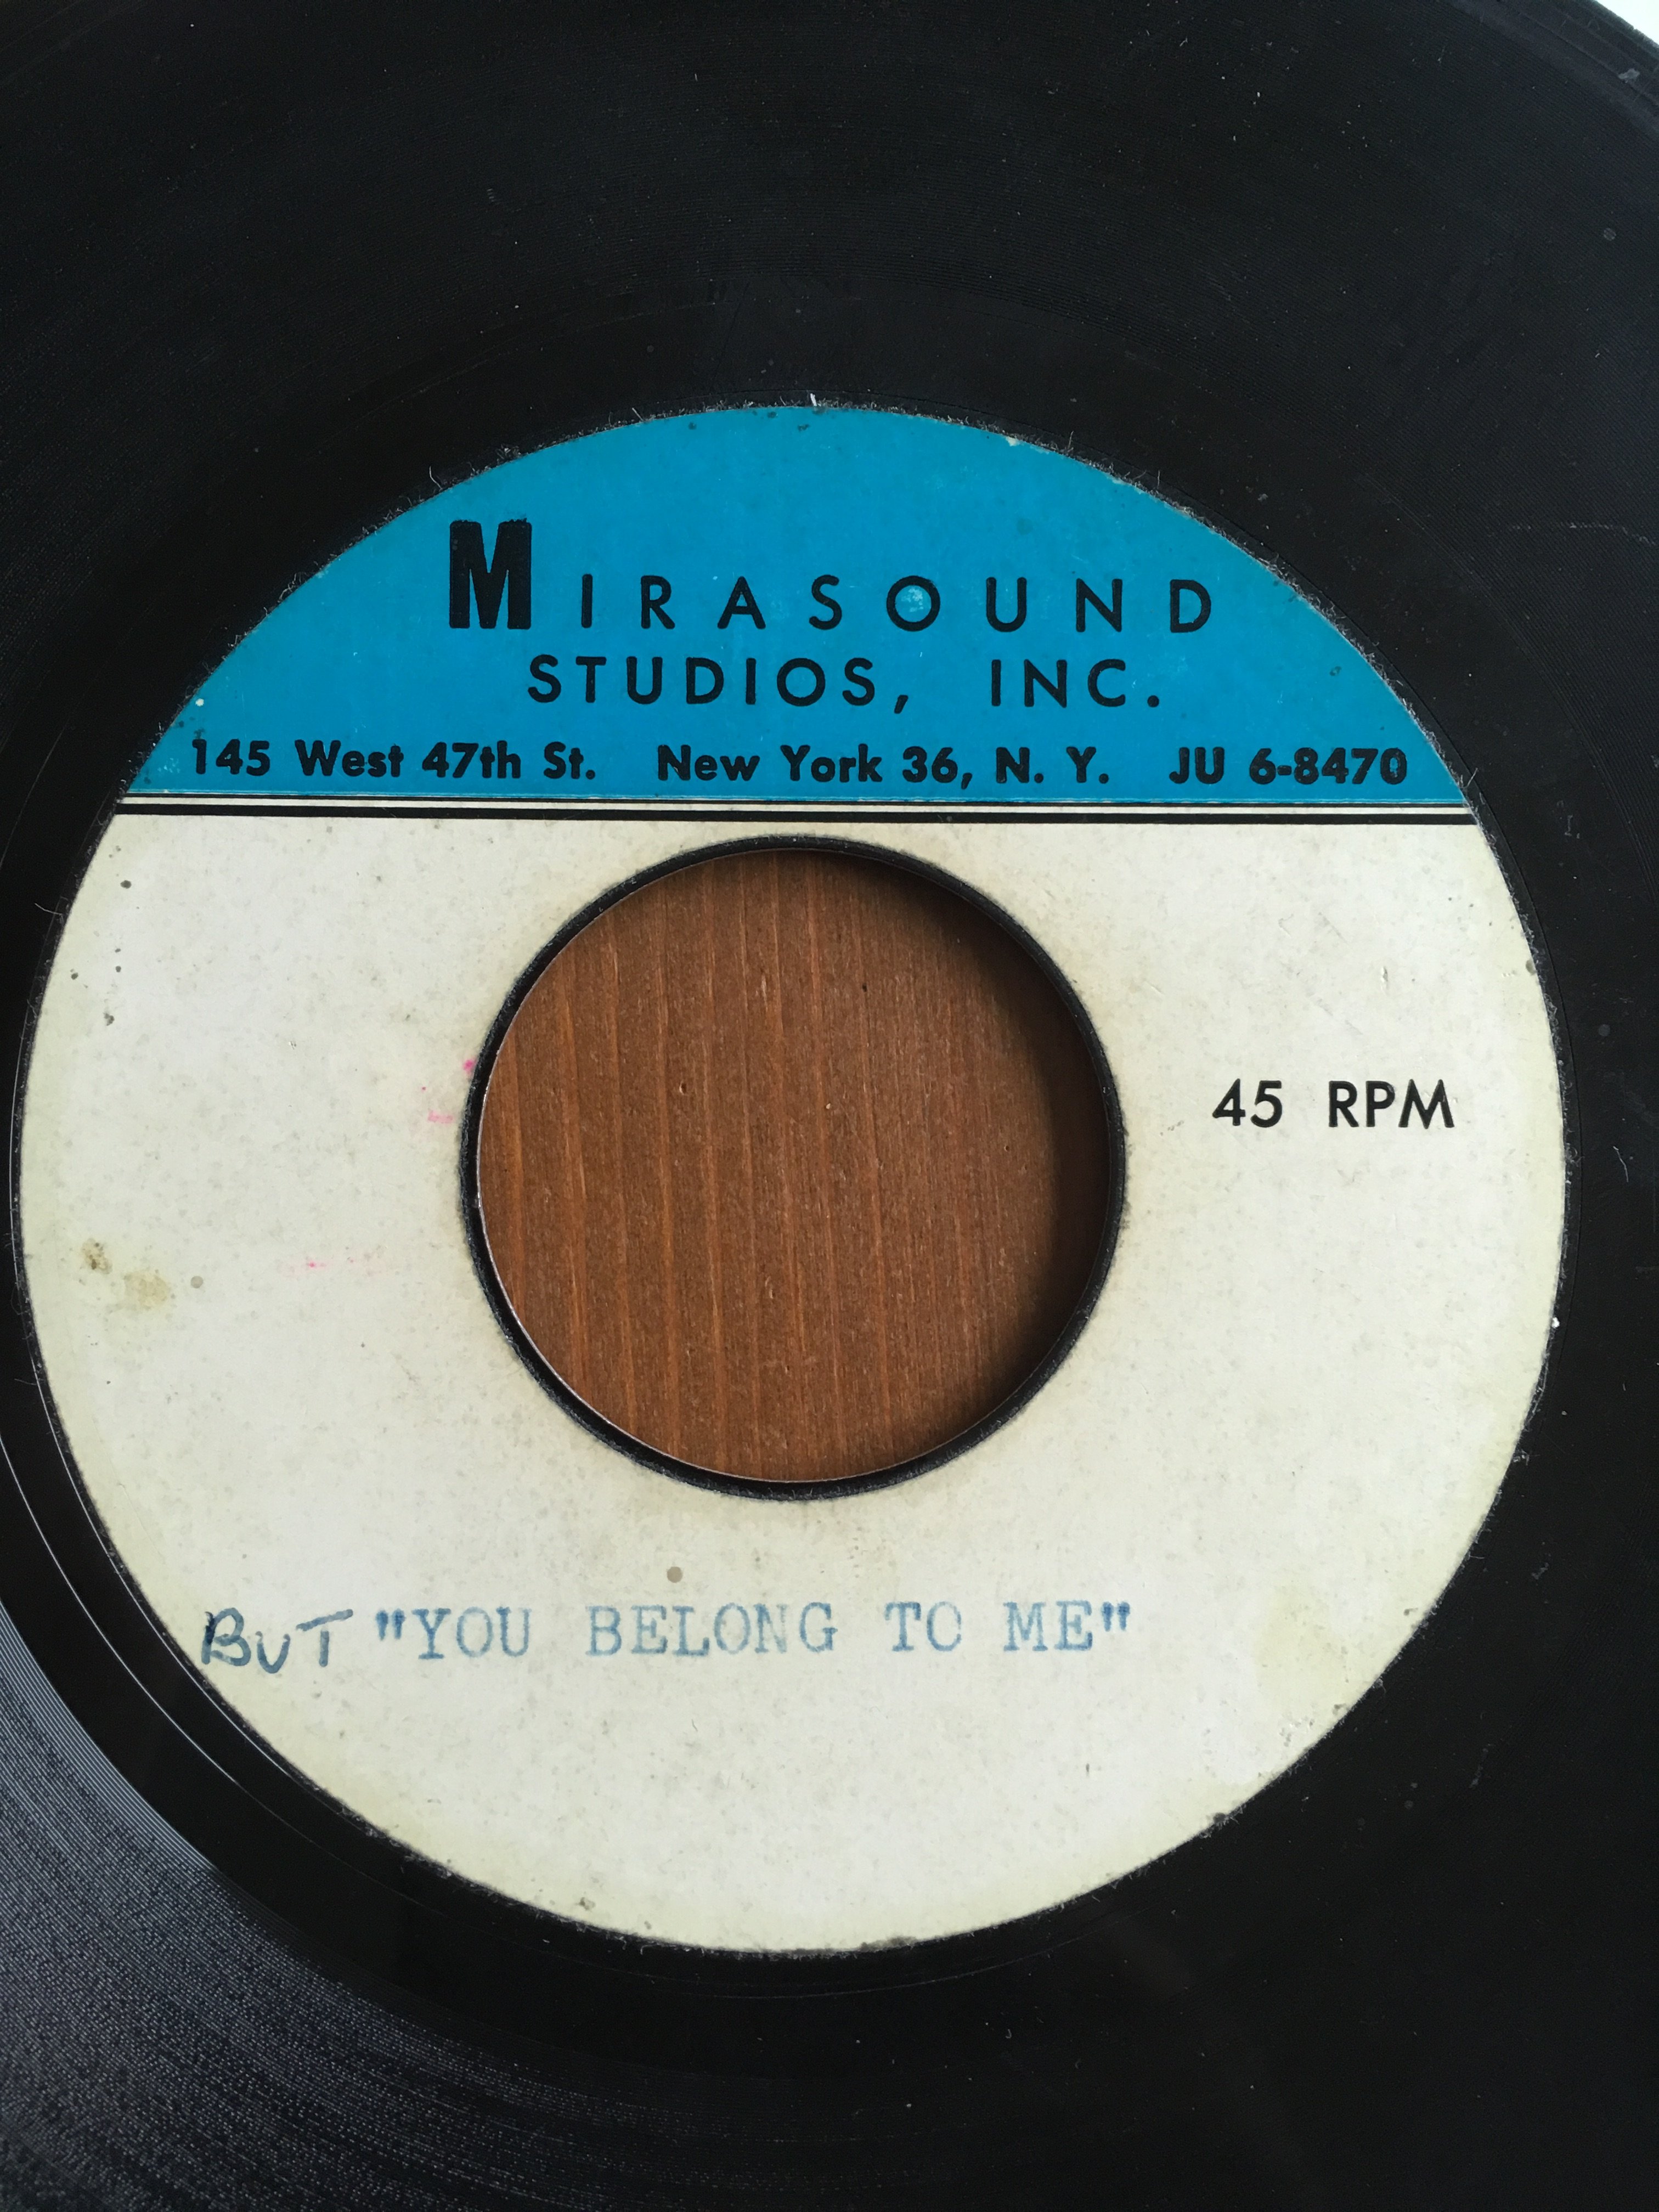 MIRASOUND
STUDIOS, INC.
145 West 47th St. New York 36, N. Y. JU 6-8470
45 RPM
BUT "YOU BELONG TO ME"